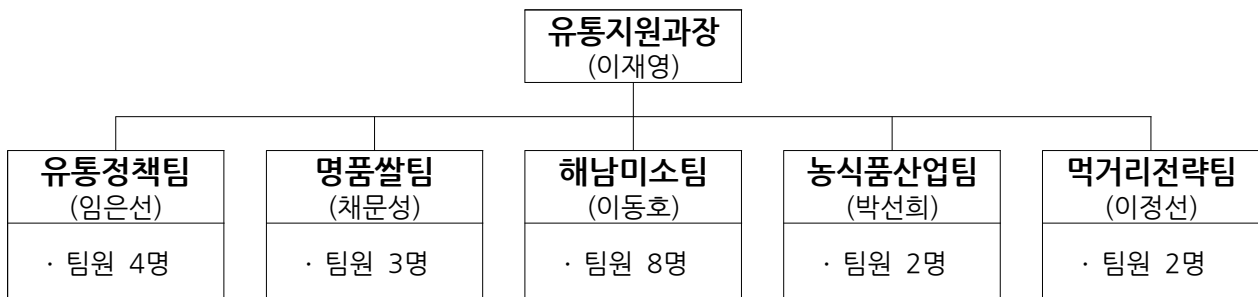 유통지원과장
(이재영)
유통정책팀
(임은선)
· 팀원 4명
명품쌀팀
(채문성)
· 팀원 3명
해남미소팀
(이동호)
· 팀원 8명
농식품산업팀
(박선희)
· 팀원 2명
먹거리전략팀
(이정선)
· 팀원 2명